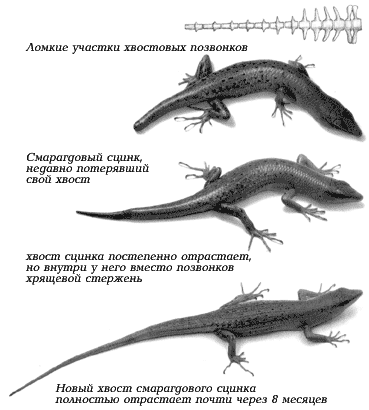 Ломкие участки хвостовых позвонков
Смарагдовый сцинк,
недавно потерявший
свой хвост
хвост сцинка постепенно отрастает,
но внутри у него вместо позвонков
хрящевой стержень
Новый хвост смарагдового сцинка
полностью отрастает почти через 8 месяцев